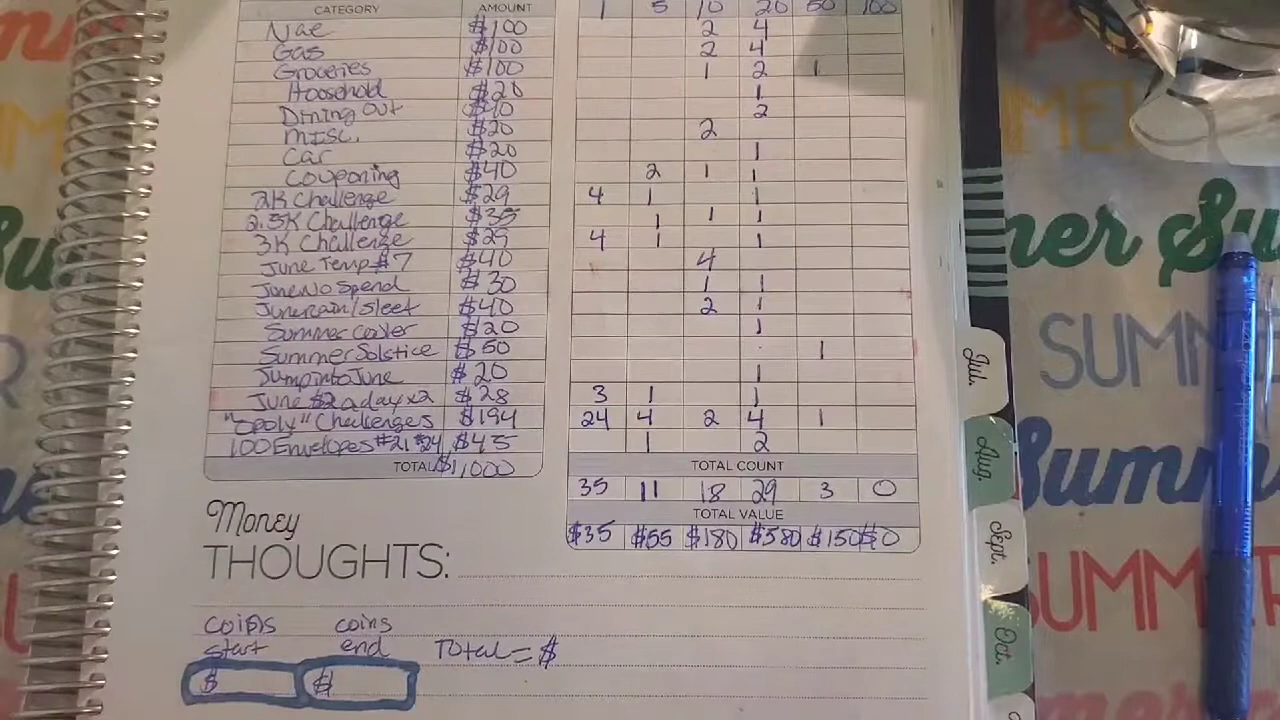 CATEGORY AMOUNT 1 5 10 20 50 100
Nae $100 2 4
Gas $100 2 4
Groceries $100 1 2 1
Household $20 1
Dining out $40 2
MISC. $20 2
Car $20 1
Couponing $40 2 1 1
2K Challenge $29 4 1 1
2.5K Challenge $35 1 1 1
3K Challenge $29 4 1 1
June Temp #7 $40 4
June No Spend $30 1 1
June rain/Sleet $40 2 1
Summer Cooler $20 1
Summer Solstice $50 1
Jump into June $20 1
June $2 a day x2 $28 3 1 1
"opoly" Challenges $194 24 4 2 4 1
100 Envelopes #21 $24 $45 1 2
TOTAL $1,000
TOTAL COUNT
35 11 18 29 3 0
TOTAL VALUE
$35 $55 $180 $580 $150 $0
Money
THOUGHTS:
coins start coins end Total = $
$ $
Jul.
Aug.
Sept.
Oct.
SUMMER
Summer
SUMMER